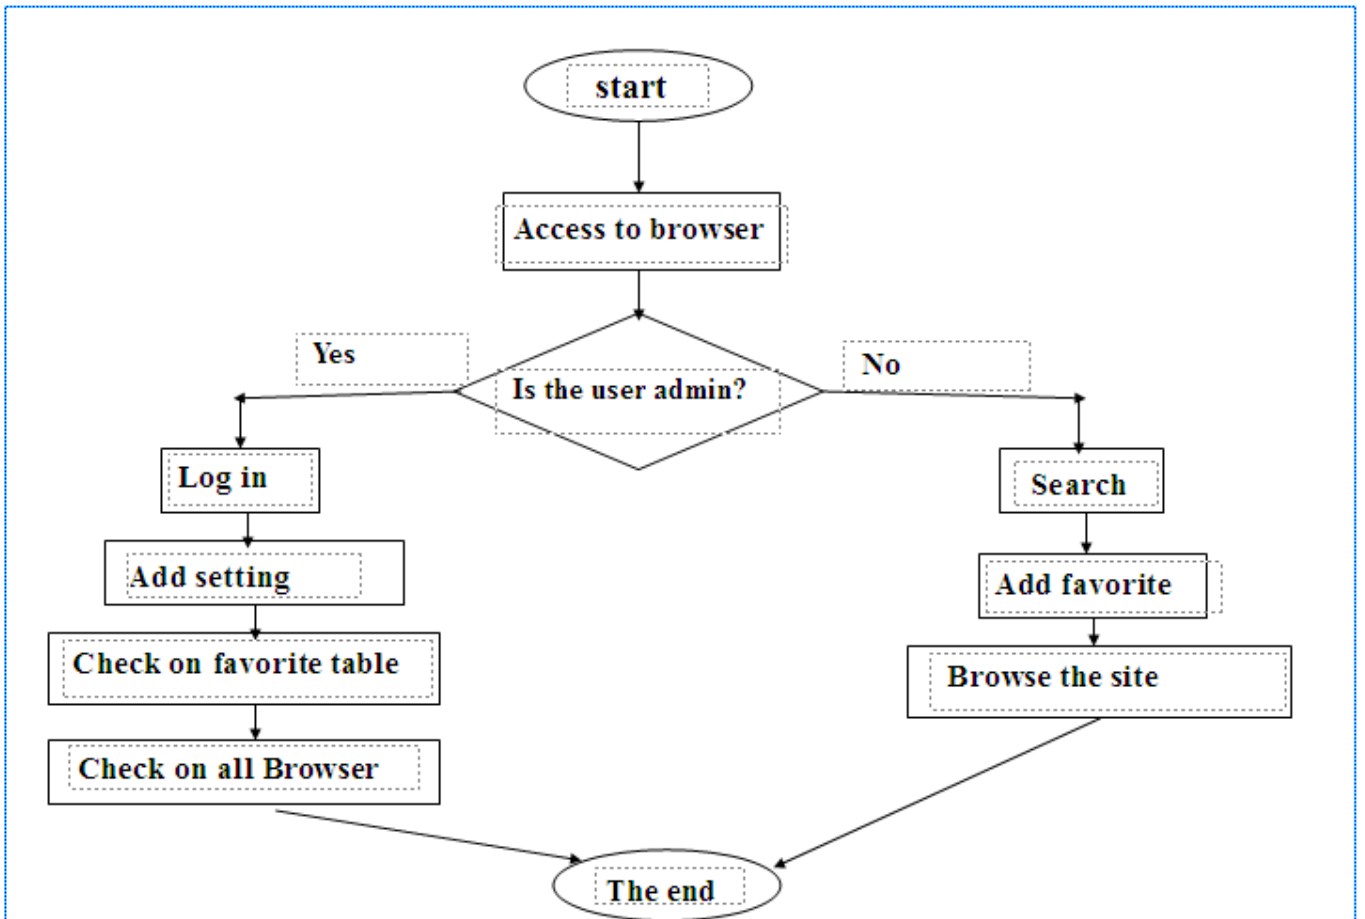 start
Access to browser
Is the user admin?
Yes
No
Log in
Add setting
Check on favorite table
Check on all Browser
Search
Add favorite
Browse the site
The end